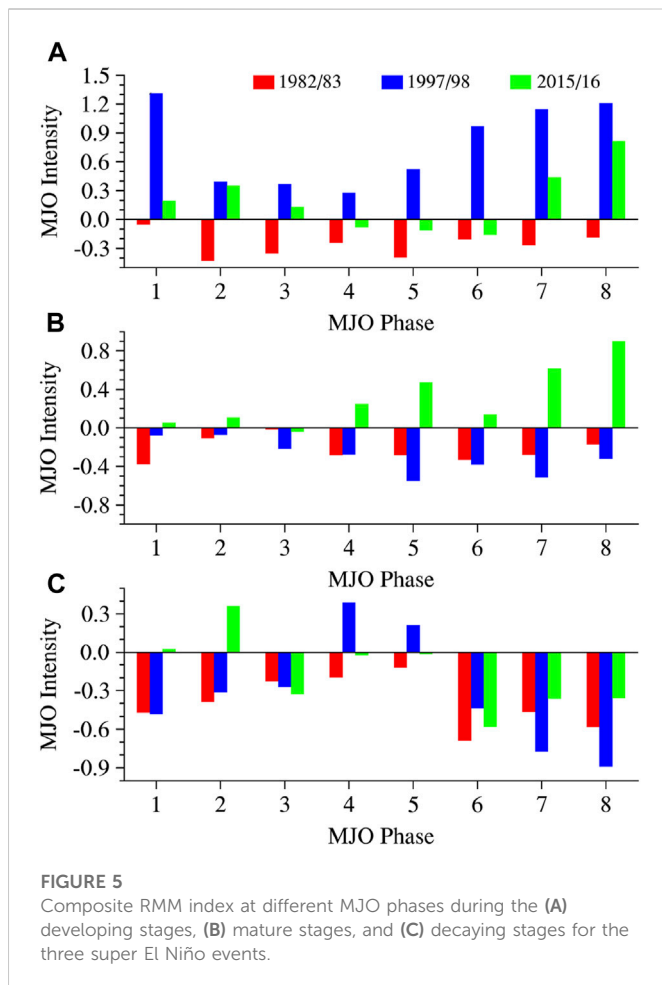 A
1982/83 1997/98 2015/16
MJO Intensity
1.5
1.2
0.9
0.6
0.3
0.0
-0.3
1 2 3 4 5 6 7 8
MJO Phase
B
MJO Intensity
0.8
0.4
0.0
-0.4
-0.8
1 2 3 4 5 6 7 8
MJO Phase
C
MJO Intensity
0.3
0.0
-0.3
-0.6
-0.9
1 2 3 4 5 6 7 8
MJO Phase
FIGURE 5
Composite RMM index at different MJO phases during the (A)
developing stages, (B) mature stages, and (C) decaying stages for the
three super El Niño events.